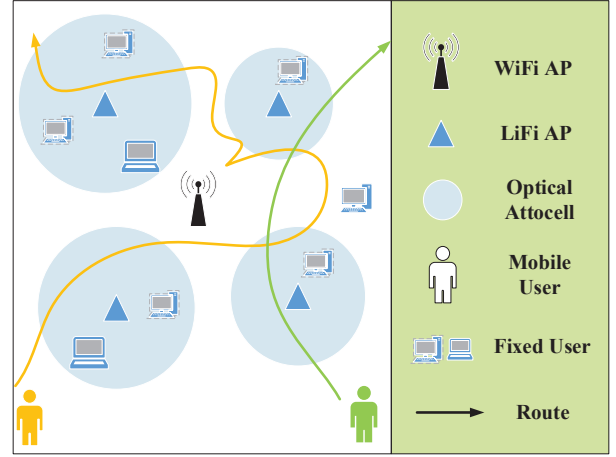 WiFi AP
LiFi AP
Optical
Attocell
Mobile
User
Fixed User
Route